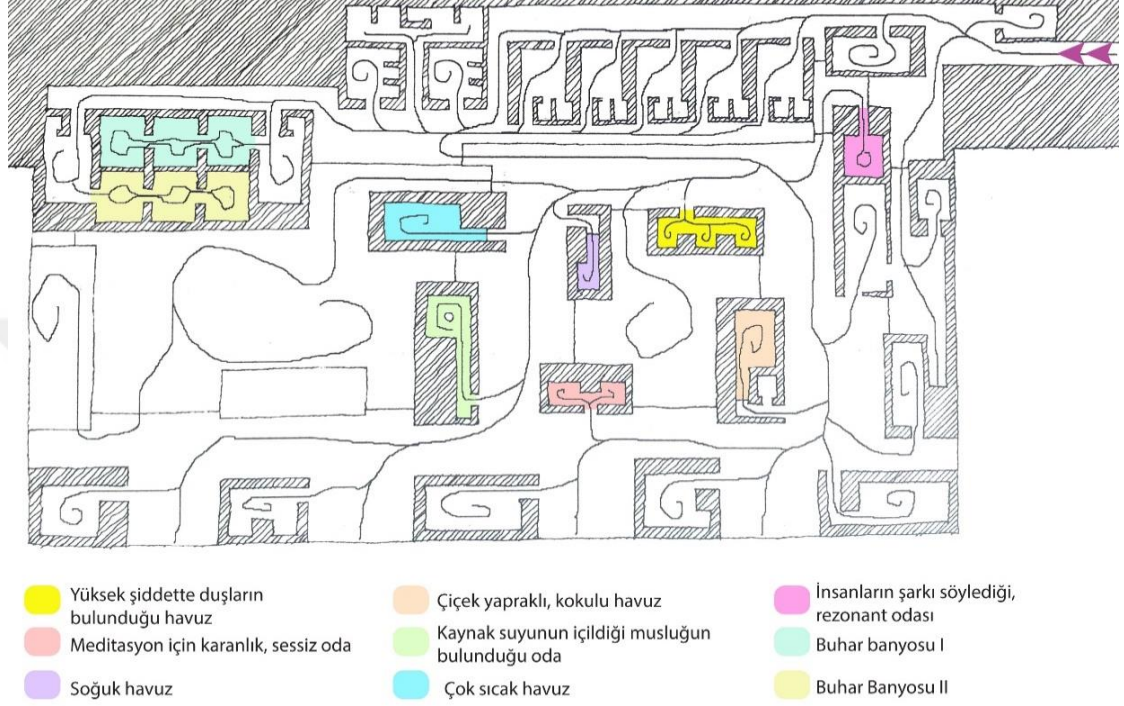 Yüksek şiddette duşların
bulunduğu havuz
Meditasyon için karanlık, sessiz oda
Soğuk havuz
Çiçek yapraklı, kokulu havuz
Kaynak suyunun içildiği musluğun
bulunduğu oda
Çok sıcak havuz
İnsanların şarkı söylediği,
rezonant odası
Buhar banyosu I
Buhar Banyosu II